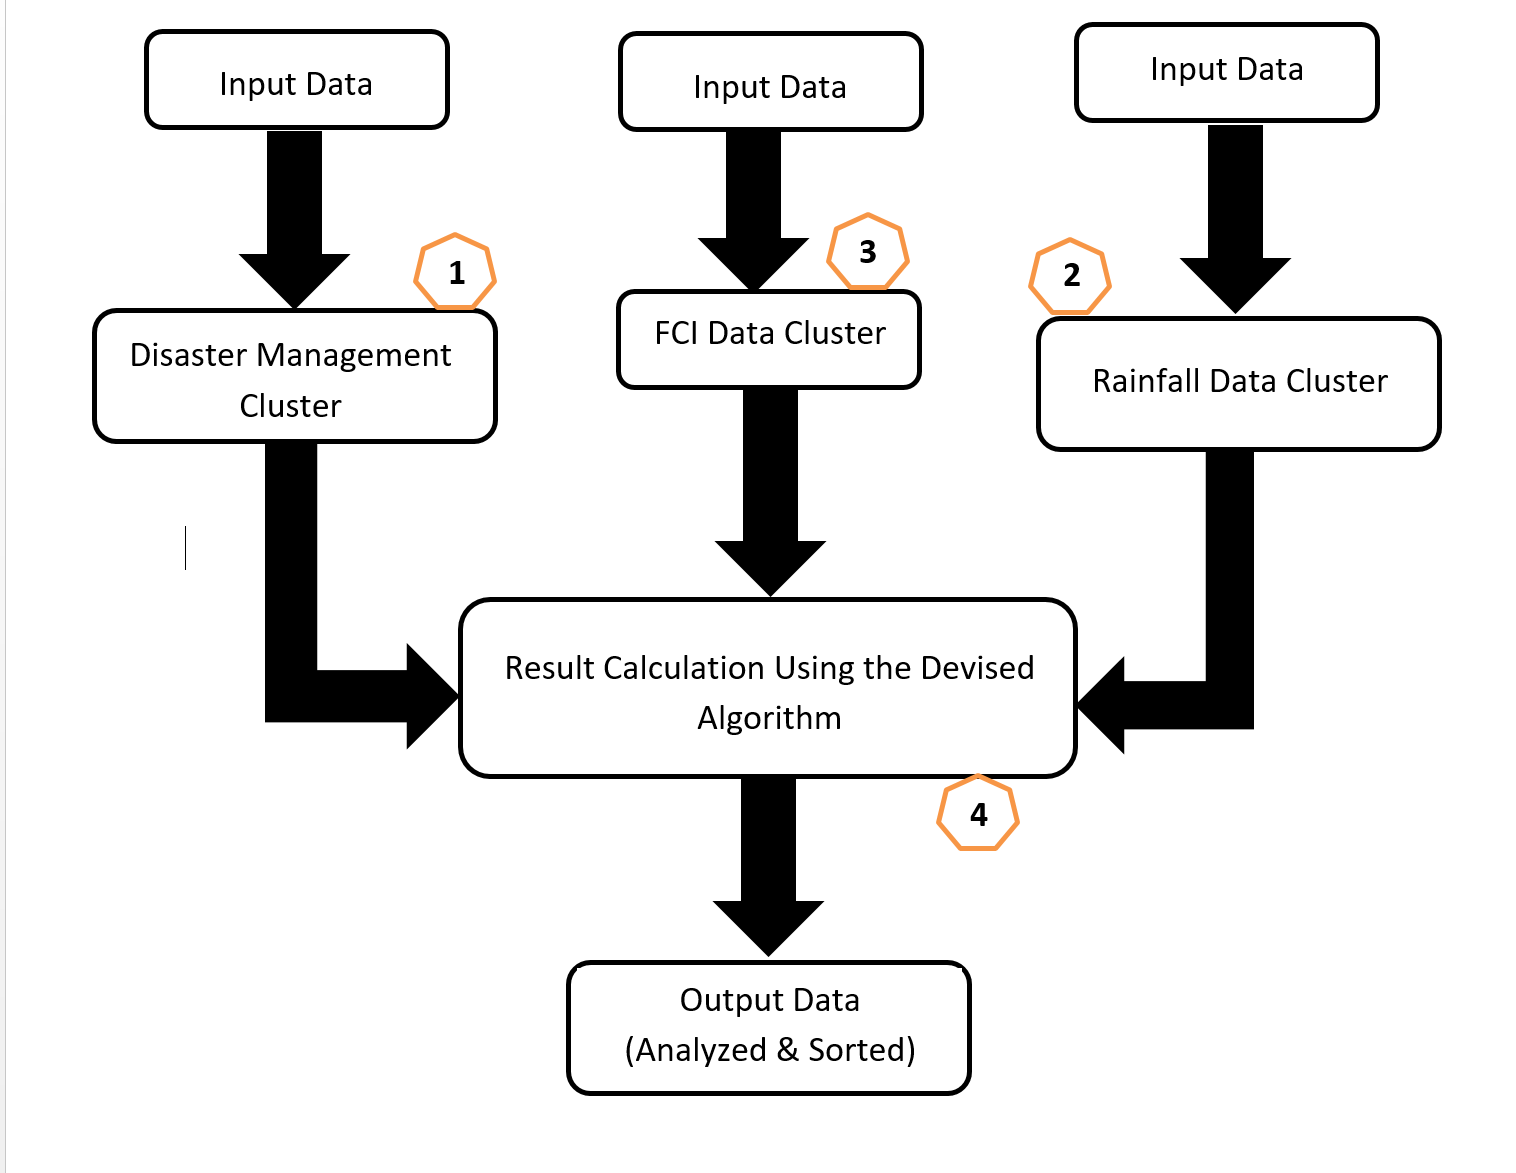 Input Data
Input Data
Input Data
1
3
2
Disaster Management
Cluster
FCI Data Cluster
Rainfall Data Cluster
Result Calculation Using the Devised
Algorithm
4
Output Data
(Analyzed & Sorted)